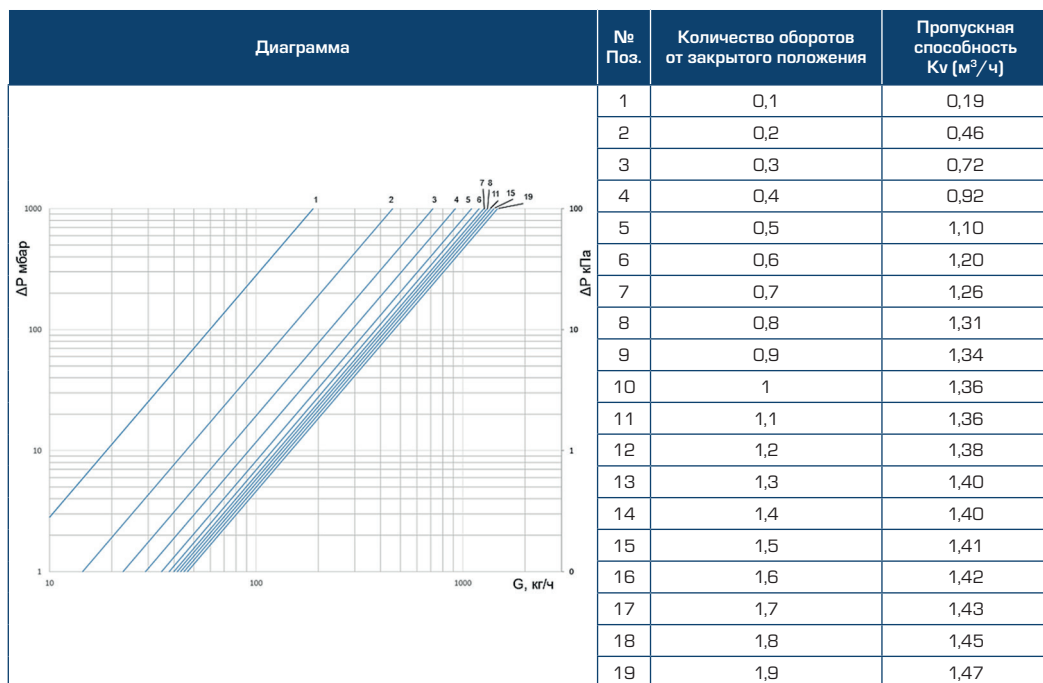 Диаграмма
№
Поз.
Количество оборотов
от закрытого положения
Пропускная
способность
Kv (м³/ч)
1 0,1 0,19
2 0,2 0,46
3 0,3 0,72
4 0,4 0,92
5 0,5 1,10
6 0,6 1,20
7 0,7 1,26
8 0,8 1,31
9 0,9 1,34
10 1 1,36
11 1,1 1,36
12 1,2 1,38
13 1,3 1,40
14 1,4 1,40
15 1,5 1,41
16 1,6 1,42
17 1,7 1,43
18 1,8 1,45
19 1,9 1,47
7 8
1 2 3 4 5 6 11 15 19
1000 100
ΔP мбар
ΔP кПа
100 10
10 1
1 0
10 100 1000
G, кг/ч